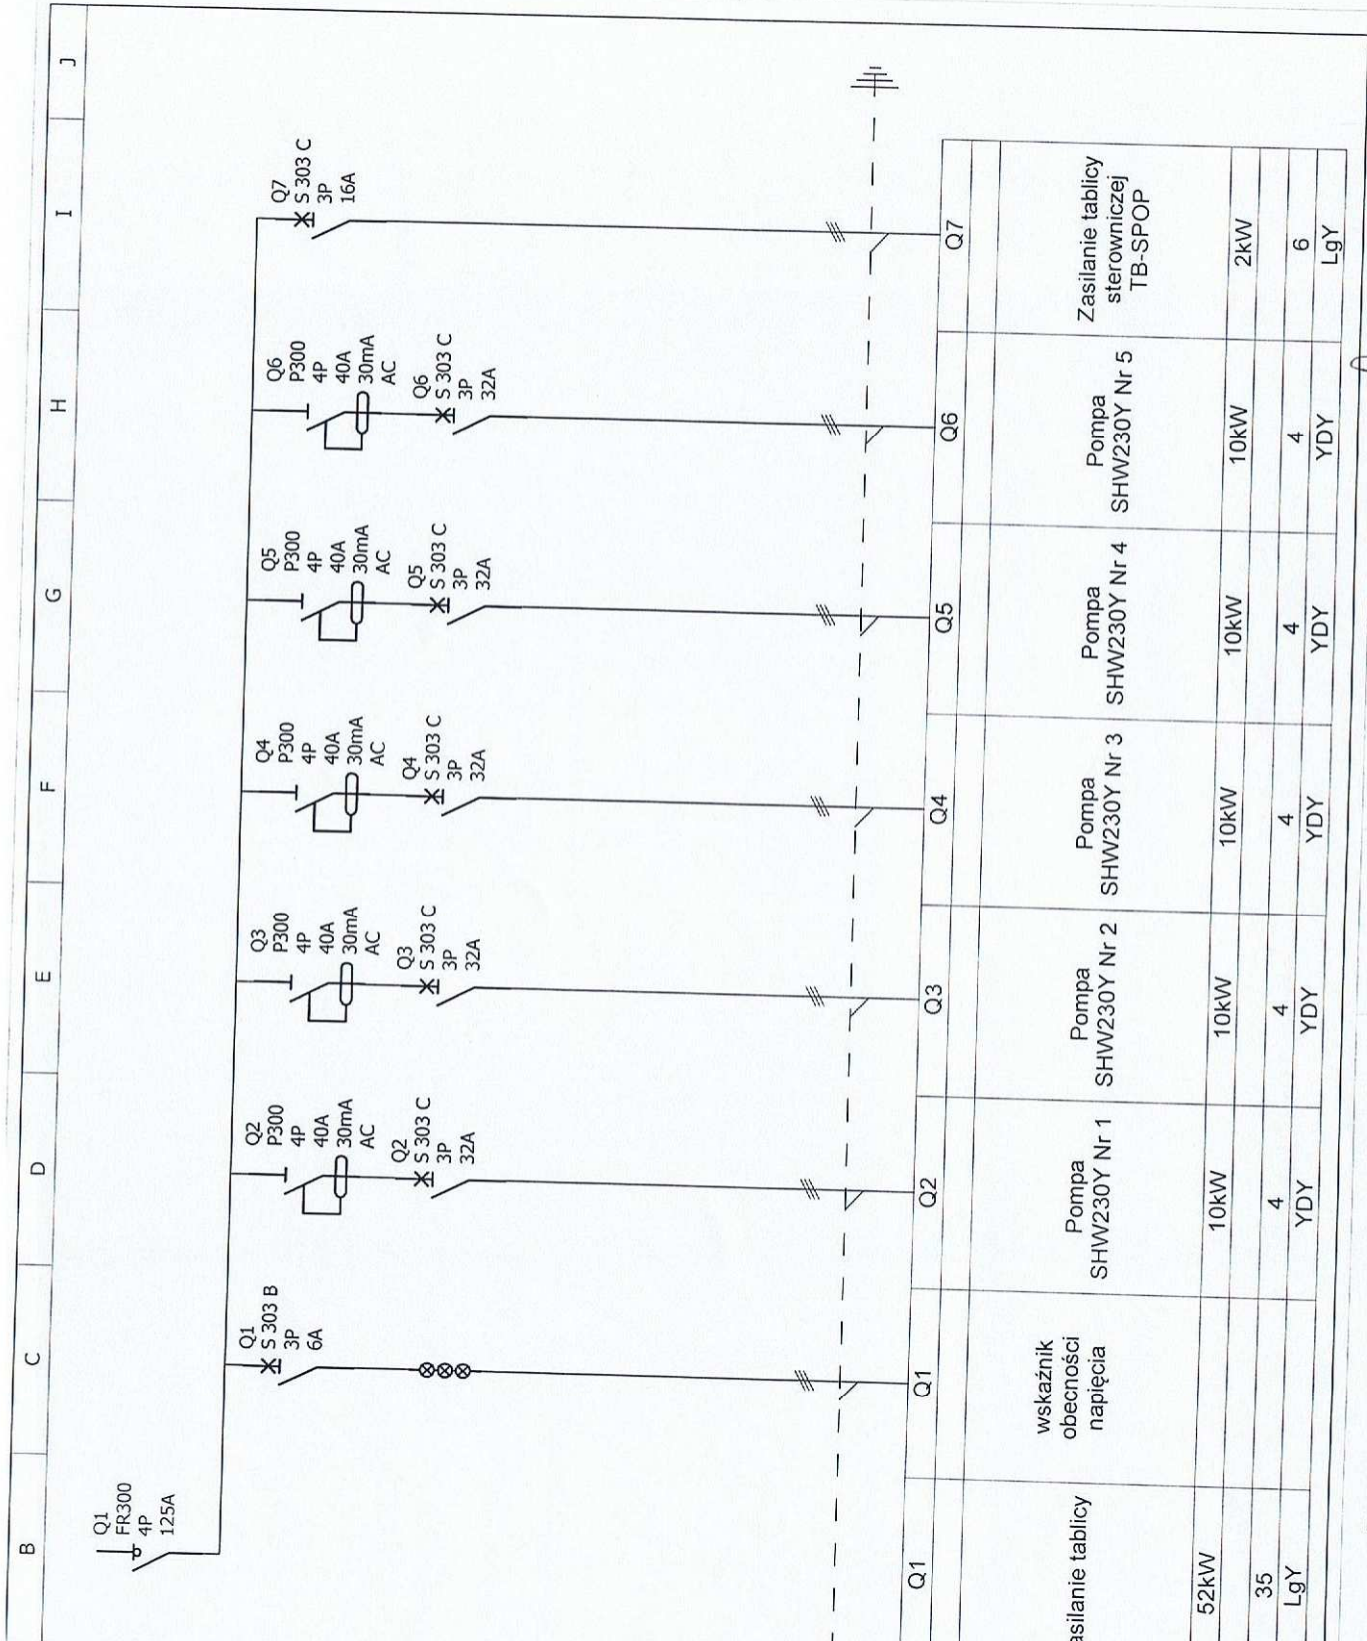 B
C
D
E
F
G
H
I
J
Q1
FR300
4P
125A
Q1
S 303 B
3P
6A
Q2
P300
4P
40A
30mA
AC
Q2
S 303 C
3P
32A
Q3
P300
4P
40A
30mA
AC
Q3
S 303 C
3P
32A
Q4
P300
4P
40A
30mA
AC
Q4
S 303 C
3P
32A
Q5
P300
4P
40A
30mA
AC
Q5
S 303 C
3P
32A
Q6
P300
4P
40A
30mA
AC
Q6
S 303 C
3P
32A
Q7
S 303 C
3P
16A
Q1
Q1
Q2
Q3
Q4
Q5
Q6
Q7
asilanie tablicy
wskaźnik
obecności
napięcia
Pompa
SHW230Y Nr 1
Pompa
SHW230Y Nr 2
Pompa
SHW230Y Nr 3
Pompa
SHW230Y Nr 4
Pompa
SHW230Y Nr 5
Zasilanie tablicy
sterowniczej
TB-SPOP
52kW
10kW
10kW
10kW
10kW
10kW
2kW
35
4
4
4
4
4
6
LgY
YDY
YDY
YDY
YDY
YDY
LgY